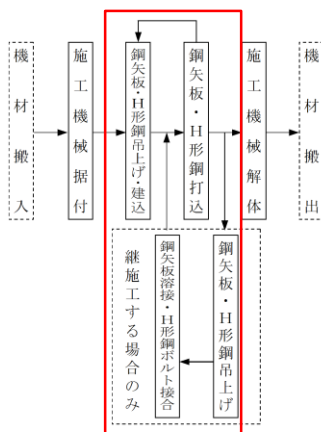 機材搬入
施工機械据付
鋼矢板・H形鋼吊上げ・建込
鋼矢板・H形鋼打込
施工機械解体
機材搬出
継施工する場合のみ
鋼矢板溶接・H形鋼ボルト接合
鋼矢板・H形鋼吊上げ